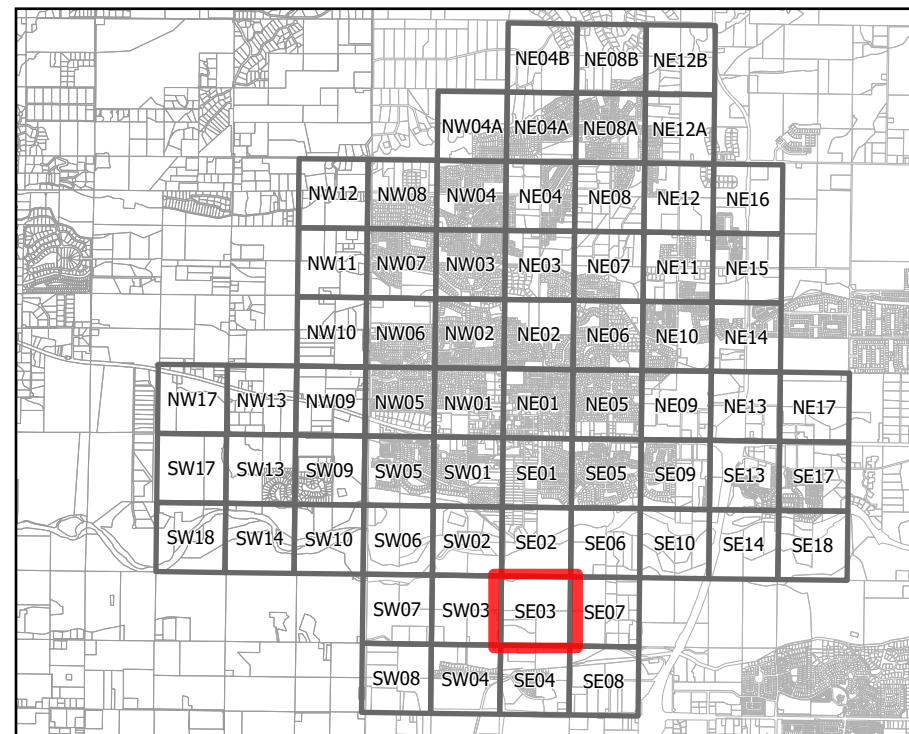 NE04B NE08B NE12B
NW04A NE04A NE08A NE12A
NW12 NW08 NW04 NE04 NE08 NE12 NE16
NW11 NW07 NW03 NE03 NE07 NE11 NE15
NW10 NW06 NW02 NE02 NE06 NE10 NE14
NW17 NW13 NW09 NW05 NW01 NE01 NE05 NE09 NE13 NE17
SW17 SW13 SW09 SW05 SW01 SE01 SE05 SE09 SE13 SE17
SW18 SW14 SW10 SW06 SW02 SE02 SE06 SE10 SE14 SE18
SW07 SW03 SE03 SE07
SW08 SW04 SE04 SE08